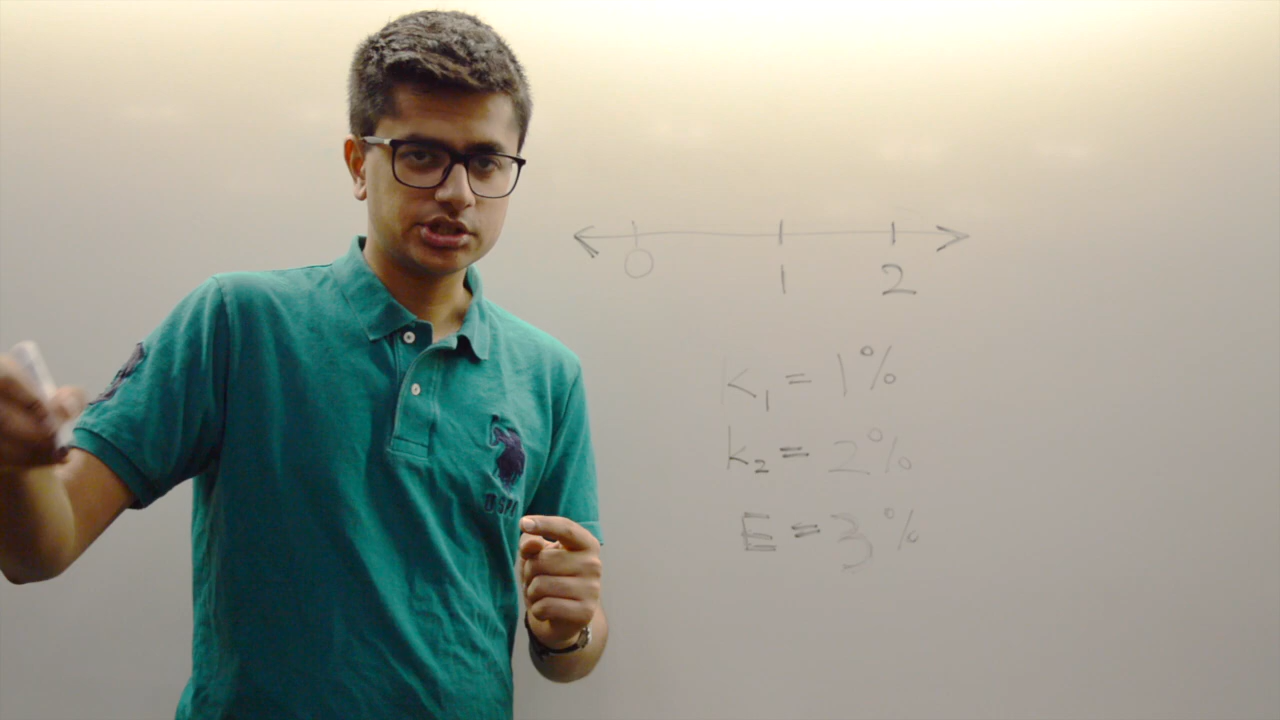 0 1 2
K₁ = 1%
k₂ = 2%
E = 3%